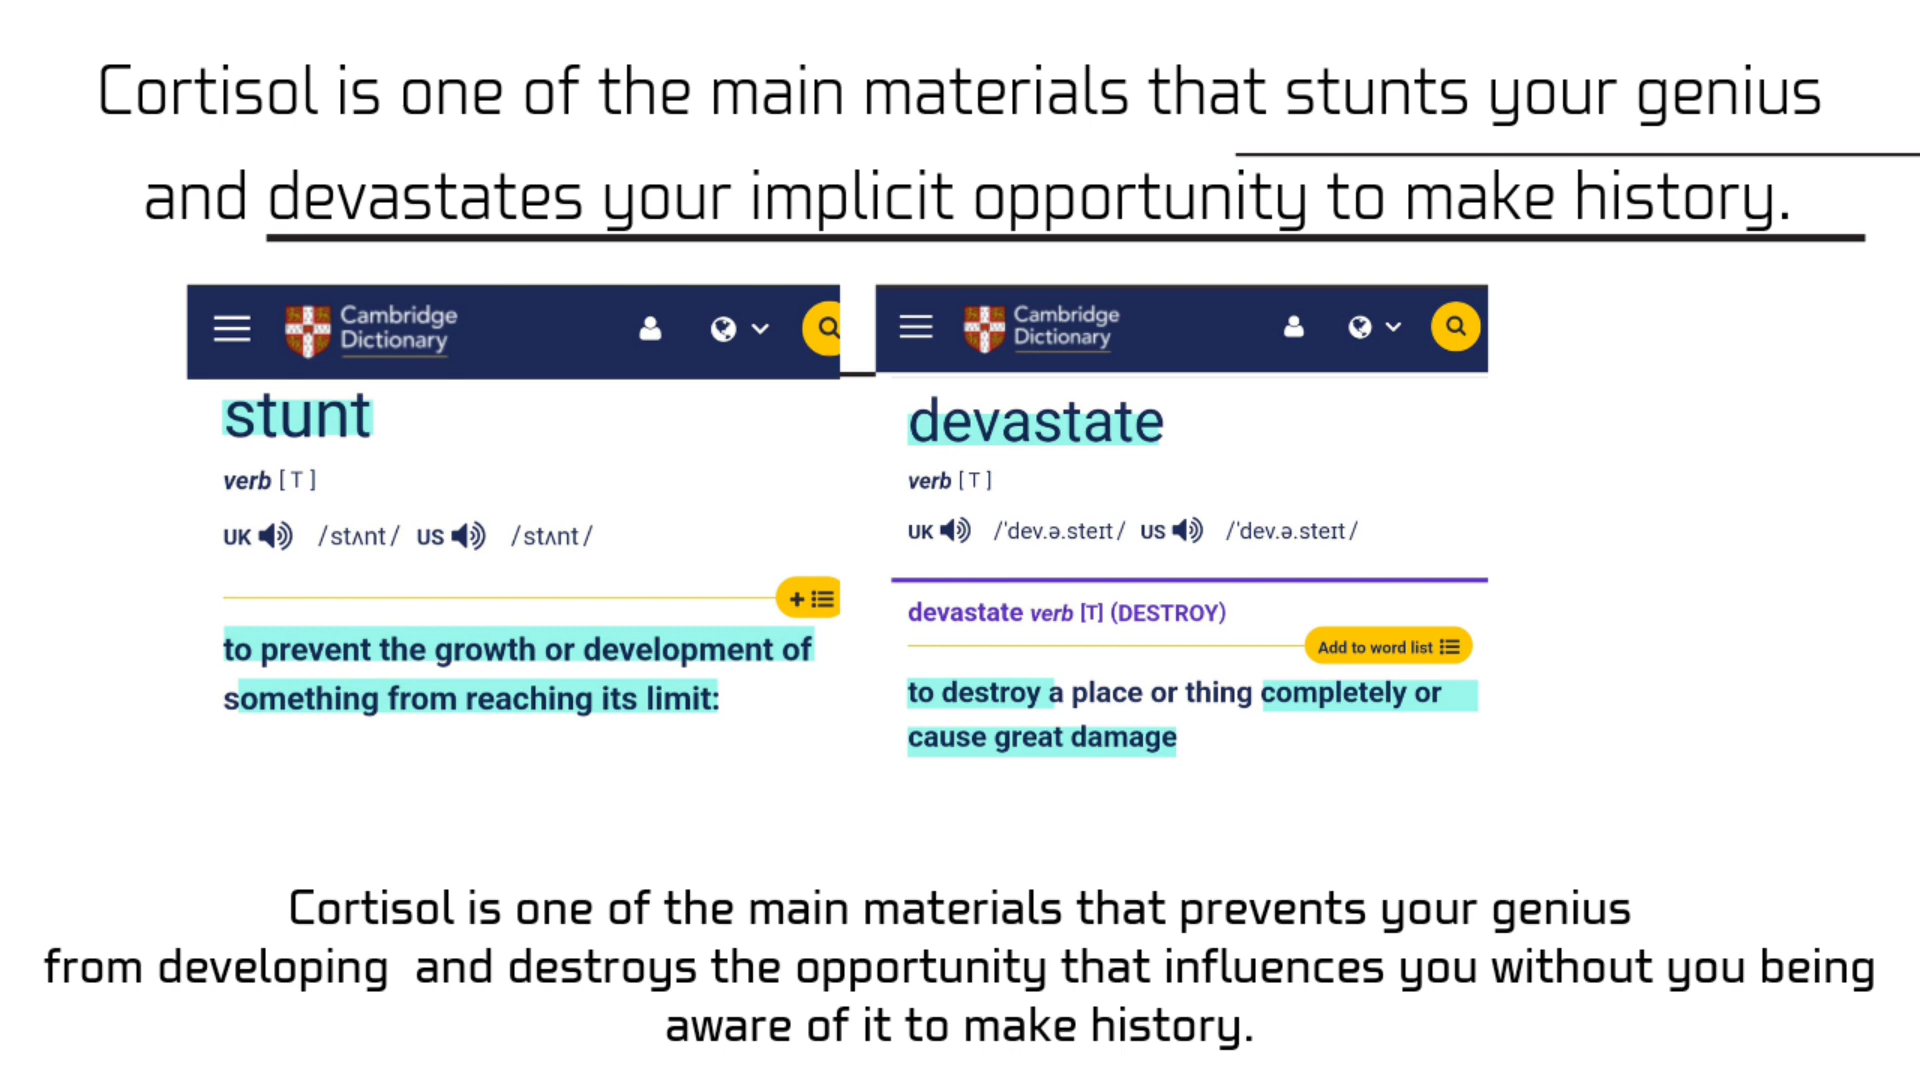 Cortisol is one of the main materials that stunts your genius
and devastates your implicit opportunity to make history.
Cambridge
Dictionary
stunt
verb [ T ]
UK /stʌnt/ US /stʌnt/
to prevent the growth or development of
something from reaching its limit:
Cambridge
Dictionary
devastate
verb [ T ]
UK /ˈdev.ə.steɪt/ US /ˈdev.ə.steɪt/
devastate verb [T] (DESTROY)
Add to word list
to destroy a place or thing completely or
cause great damage
Cortisol is one of the main materials that prevents your genius
from developing and destroys the opportunity that influences you without you being
aware of it to make history.